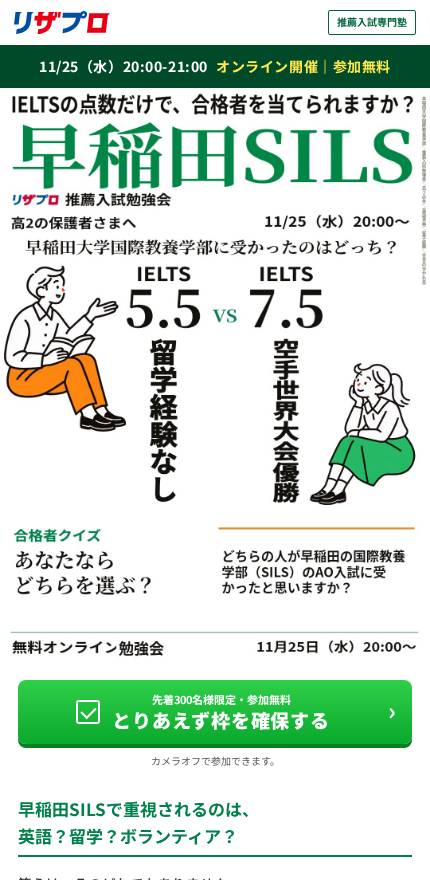 リザプロ
推薦入試専門塾
11/25（水）20:00-21:00 オンライン開催｜参加無料
IELTSの点数だけで、合格者を当てられますか？
早稲田SILS
リザプロ 推薦入試勉強会
高2の保護者さまへ
11/25（水）20:00〜
早稲田大学国際教養学部に受かったのはどっち？
IELTS
5.5
vs
IELTS
7.5
留学経験なし
空手世界大会優勝
合格者クイズ
あなたなら
どちらを選ぶ？
どちらの人が早稲田の国際教養
学部（SILS）のAO入試に受
かったと思いますか？
無料オンライン勉強会
11月25日（水）20:00〜
先着300名様限定・参加無料
とりあえず枠を確保する
カメラオフで参加できます。
早稲田SILSで重視されるのは、
英語？留学？ボランティア？